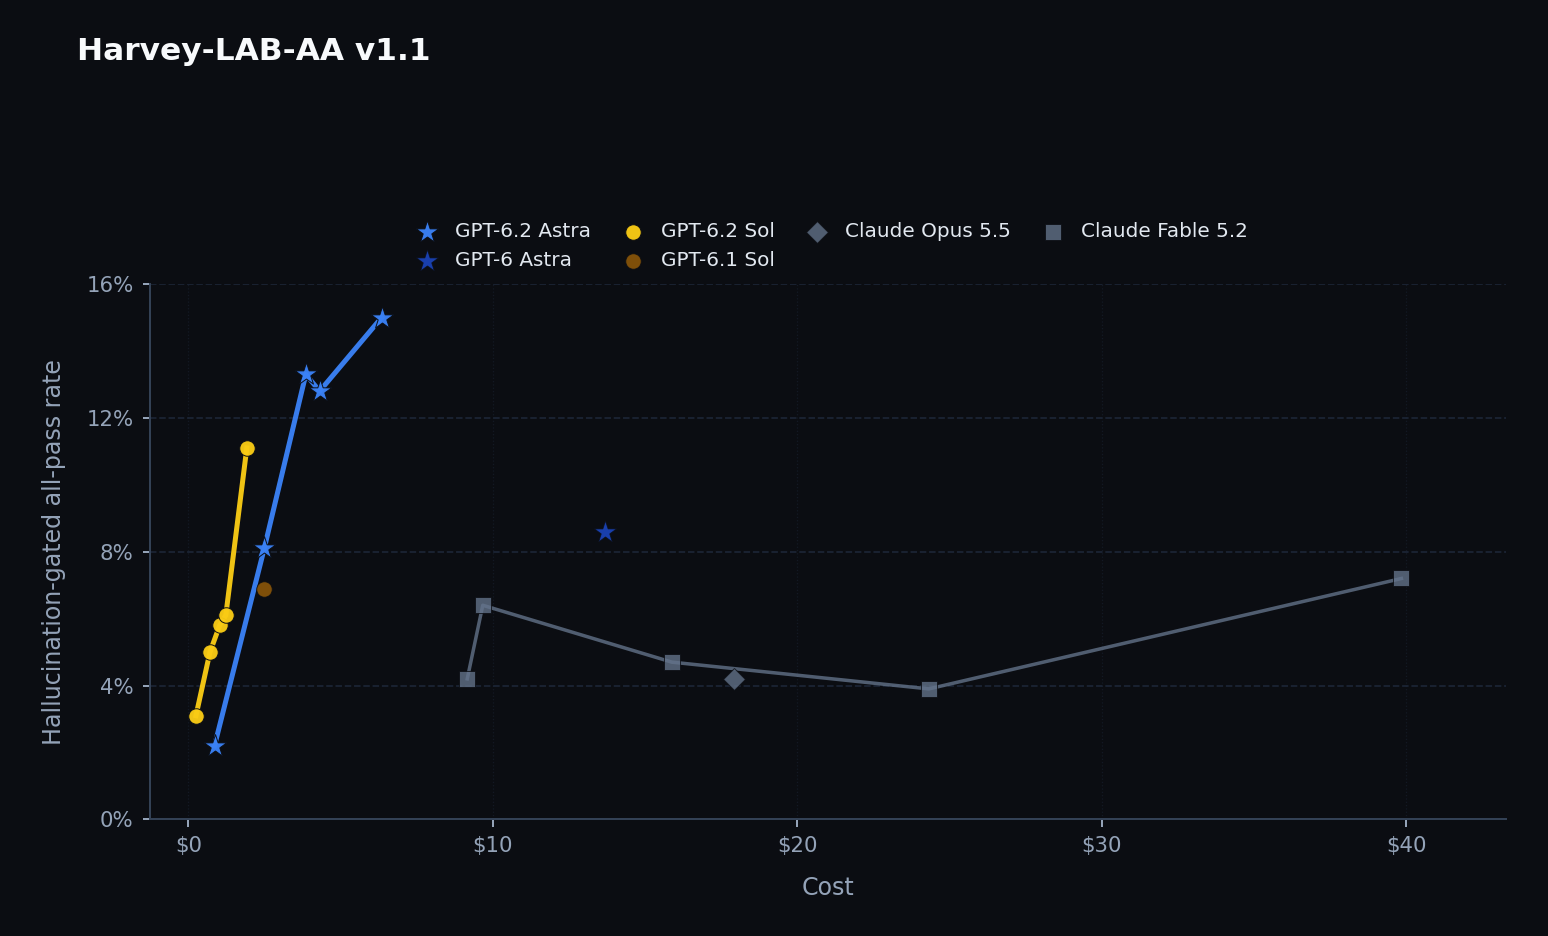 Harvey-LAB-AA v1.1
GPT-6.2 Astra
GPT-6.2 Sol
Claude Opus 5.5
Claude Fable 5.2
GPT-6 Astra
GPT-6.1 Sol
Hallucination-gated all-pass rate
16%
12%
8%
4%
0%
$0
$10
$20
$30
$40
Cost